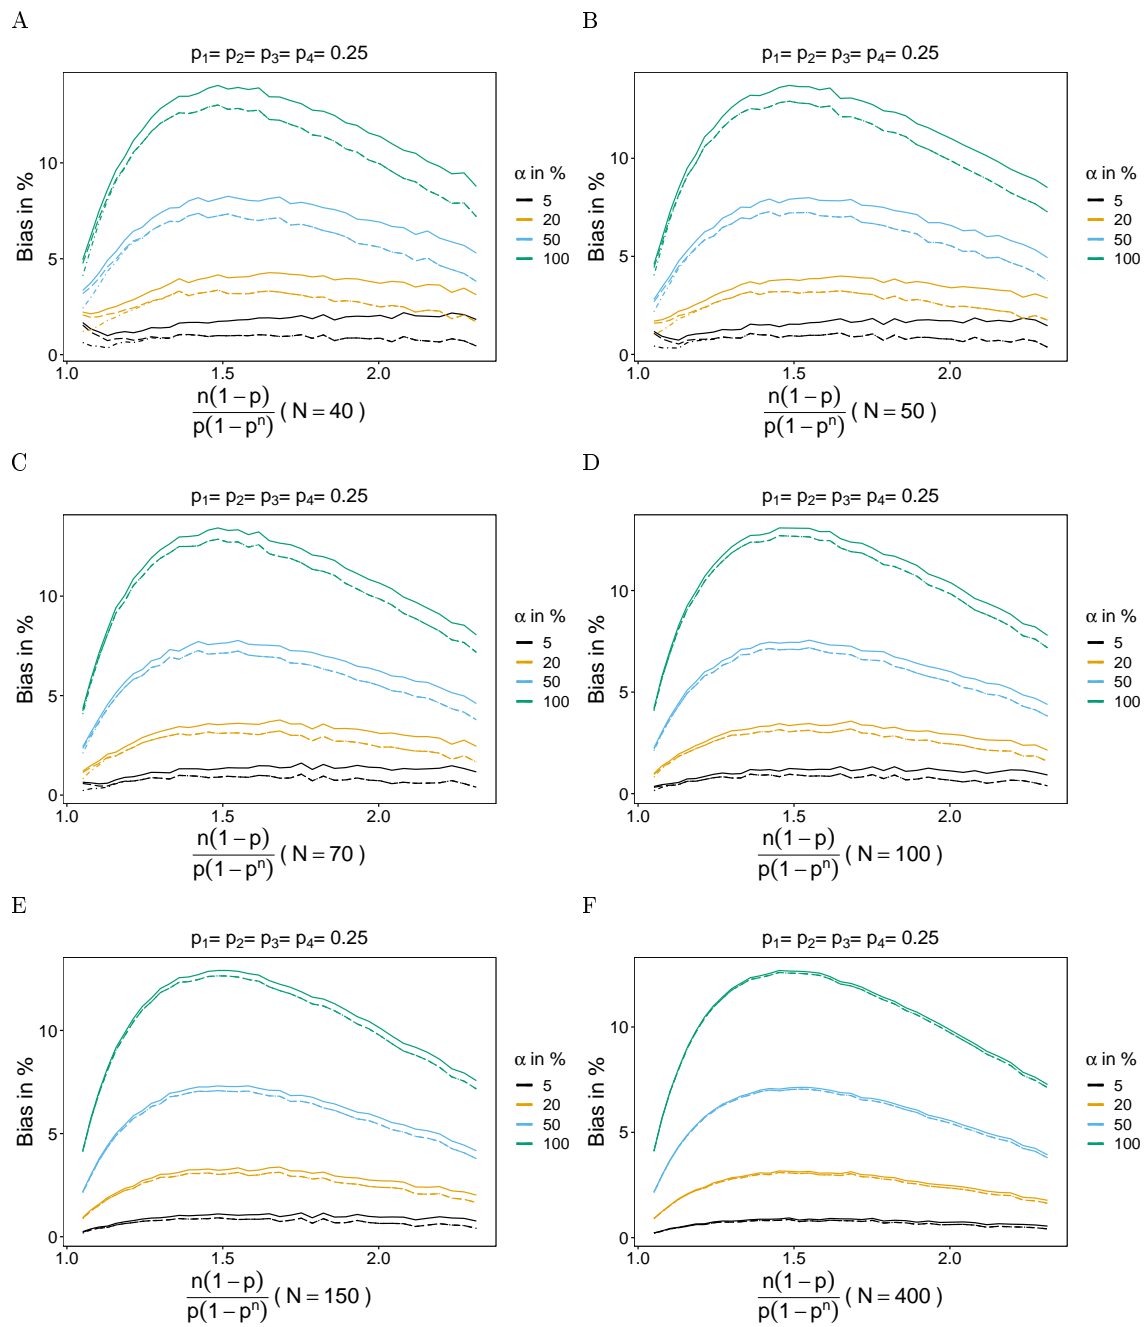 A
p₁= p₂= p₃= p₄= 0.25
Bias in %
10
5
0
1.0
1.5
2.0
n(1−p)
p(1−pⁿ)
( N = 40 )
α in %
5
20
50
100
B
p₁= p₂= p₃= p₄= 0.25
Bias in %
10
5
0
1.0
1.5
2.0
n(1−p)
p(1−pⁿ)
( N = 50 )
α in %
5
20
50
100
C
p₁= p₂= p₃= p₄= 0.25
Bias in %
10
5
0
1.0
1.5
2.0
n(1−p)
p(1−pⁿ)
( N = 70 )
α in %
5
20
50
100
D
p₁= p₂= p₃= p₄= 0.25
Bias in %
10
5
0
1.0
1.5
2.0
n(1−p)
p(1−pⁿ)
( N = 100 )
α in %
5
20
50
100
E
p₁= p₂= p₃= p₄= 0.25
Bias in %
10
5
0
1.0
1.5
2.0
n(1−p)
p(1−pⁿ)
( N = 150 )
α in %
5
20
50
100
F
p₁= p₂= p₃= p₄= 0.25
Bias in %
10
5
0
1.0
1.5
2.0
n(1−p)
p(1−pⁿ)
( N = 400 )
α in %
5
20
50
100